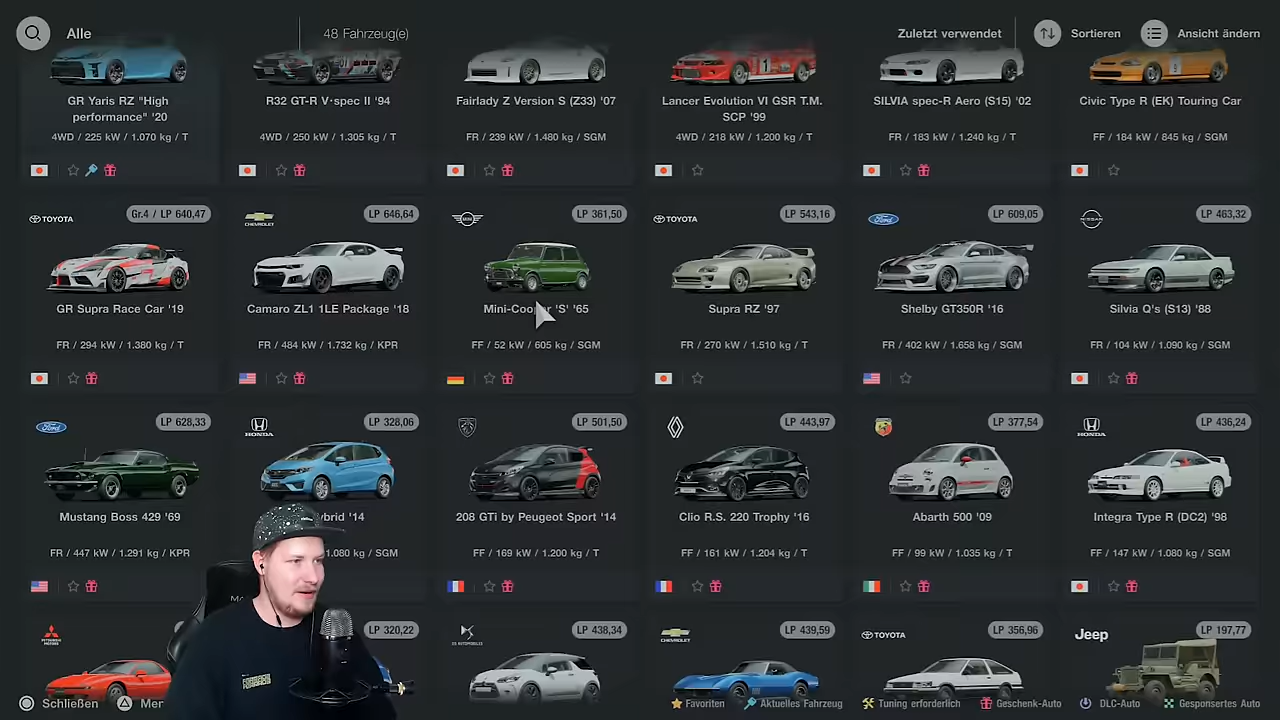 Alle
48 Fahrzeug(e)
Zuletzt verwendet
Sortieren
Ansicht ändern
GR Yaris RZ "High
performance" '20
4WD / 225 kW / 1.070 kg / T
R32 GT-R V·spec II '94
4WD / 250 kW / 1.305 kg / T
Fairlady Z Version S (Z33) '07
FR / 239 kW / 1.480 kg / SGM
Lancer Evolution VI GSR T.M.
SCP '99
4WD / 218 kW / 1.200 kg / T
SILVIA spec-R Aero (S15) '02
FR / 183 kW / 1.240 kg / T
Civic Type R (EK) Touring Car
FF / 184 kW / 845 kg / SGM
TOYOTA
Gr.4 / LP 640,47
GR Supra Race Car '19
FR / 294 kW / 1.380 kg / T
CHEVROLET
LP 646,64
Camaro ZL1 1LE Package '18
FR / 484 kW / 1.732 kg / KPR
MINI
LP 361,50
Mini-Cooper 'S' '65
FF / 52 kW / 605 kg / SGM
TOYOTA
LP 543,16
Supra RZ '97
FR / 270 kW / 1.510 kg / T
Ford
LP 609,05
Shelby GT350R '16
FR / 402 kW / 1.658 kg / SGM
LP 463,32
Silvia Q's (S13) '88
FR / 104 kW / 1.090 kg / SGM
Ford
LP 628,33
Mustang Boss 429 '69
FR / 447 kW / 1.291 kg / KPR
HONDA
LP 328,06
ybrid '14
1.080 kg / SGM
LP 501,50
208 GTi by Peugeot Sport '14
FF / 169 kW / 1.200 kg / T
LP 443,97
Clio R.S. 220 Trophy '16
FF / 161 kW / 1.204 kg / T
LP 377,54
Abarth 500 '09
FF / 99 kW / 1.035 kg / T
HONDA
LP 436,24
Integra Type R (DC2) '98
FF / 147 kW / 1.080 kg / SGM
MITSUBISHI
MOTORS
LP 320,22
DS AUTOMOBILES
LP 438,34
CHEVROLET
LP 439,59
TOYOTA
LP 356,96
Jeep
LP 197,77
Schließen
Mer
Favoriten
Aktuelles Fahrzeug
Tuning erforderlich
Geschenk-Auto
DLC-Auto
Gesponsertes Auto